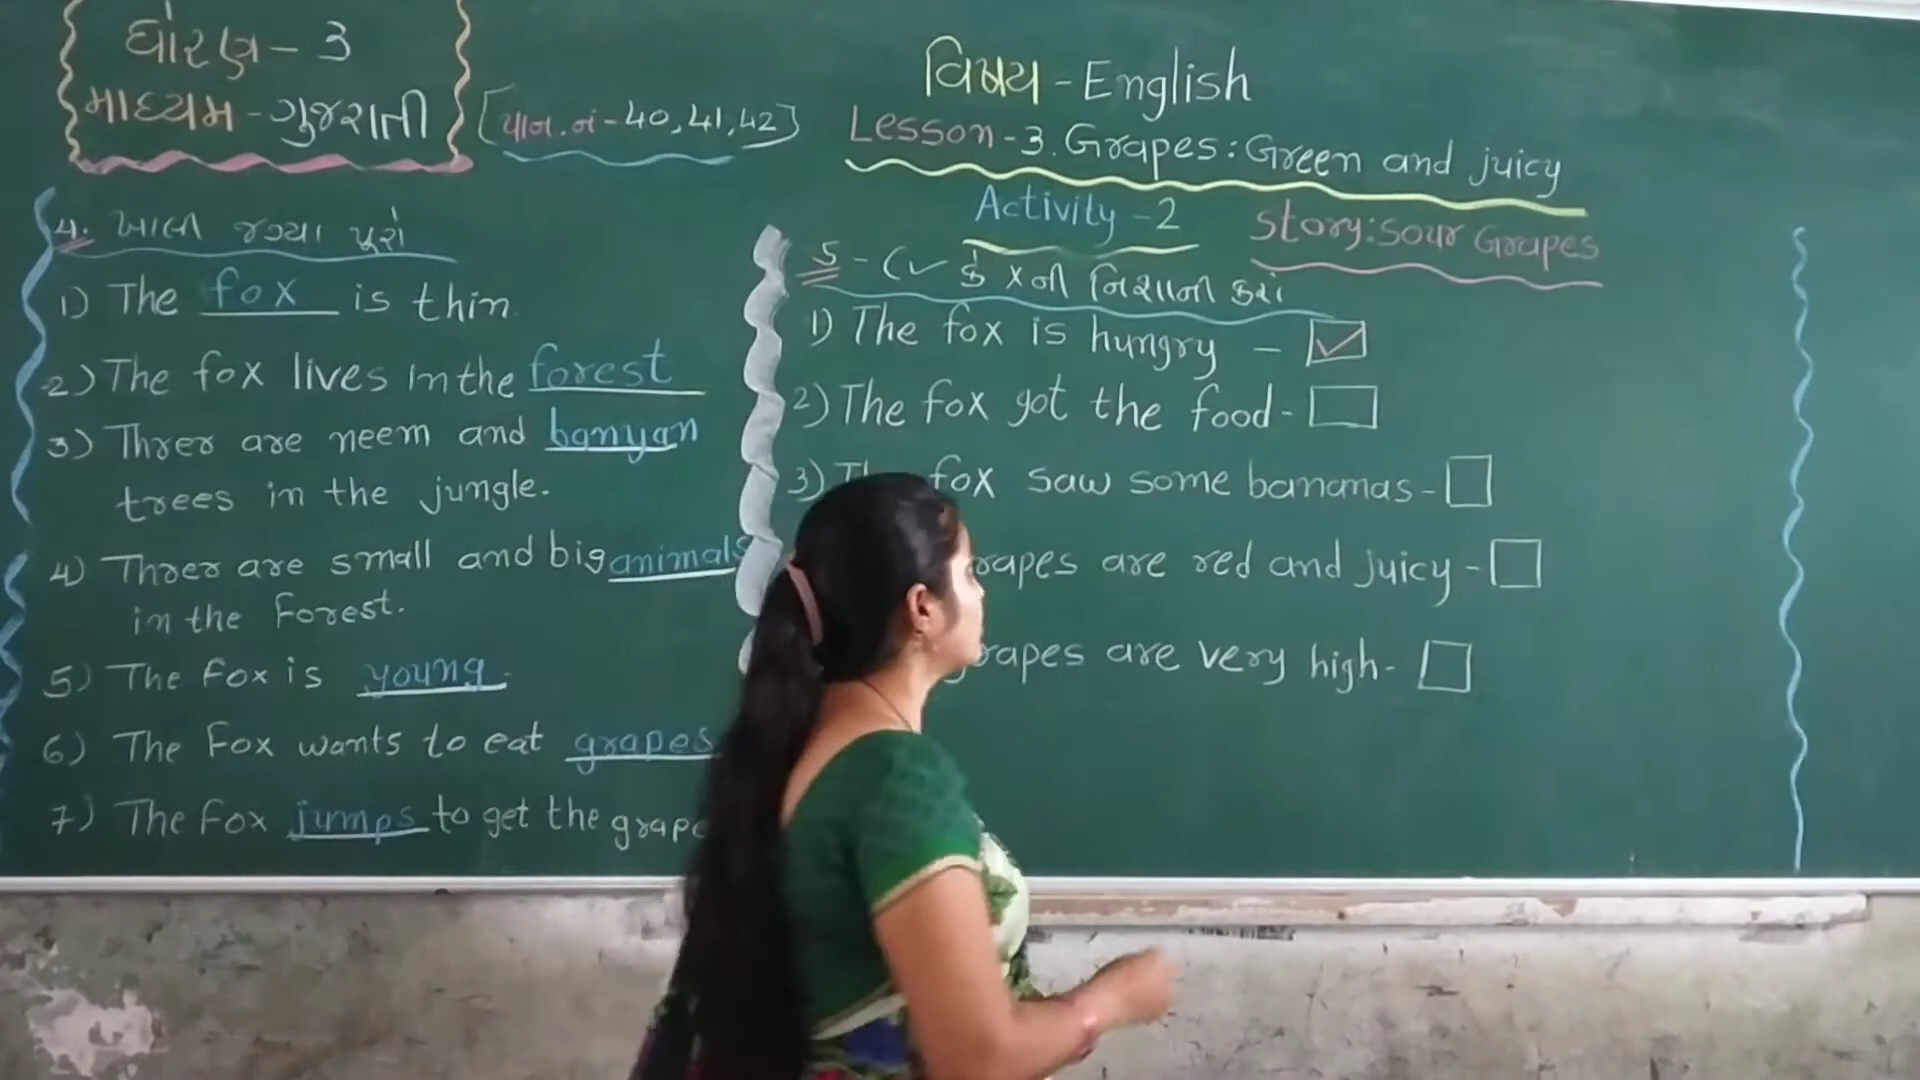 ધોરણ - 3
માધ્યમ - ગુજરાતી
[પાન.નં - 40, 41, 42]
વિષય - English
Lesson - 3. Grapes : Green and juicy
Activity - 2
Story : Sour Grapes
4. ખાલી જગ્યા પૂરો
1) The fox is thin.
2) The fox lives in the forest
3) Threr are neem and banyan
trees in the jungle.
4) Threr are small and big animals
in the Forest.
5) The Fox is young.
6) The Fox wants to eat grapes
7) The Fox jumps to get the grape
5 - (✓ કે X ની નિશાની કરો
1) The fox is hungry - ✓
2) The fox got the food -
3) fox saw some bananas -
rapes are red and juicy -
grapes are very high -